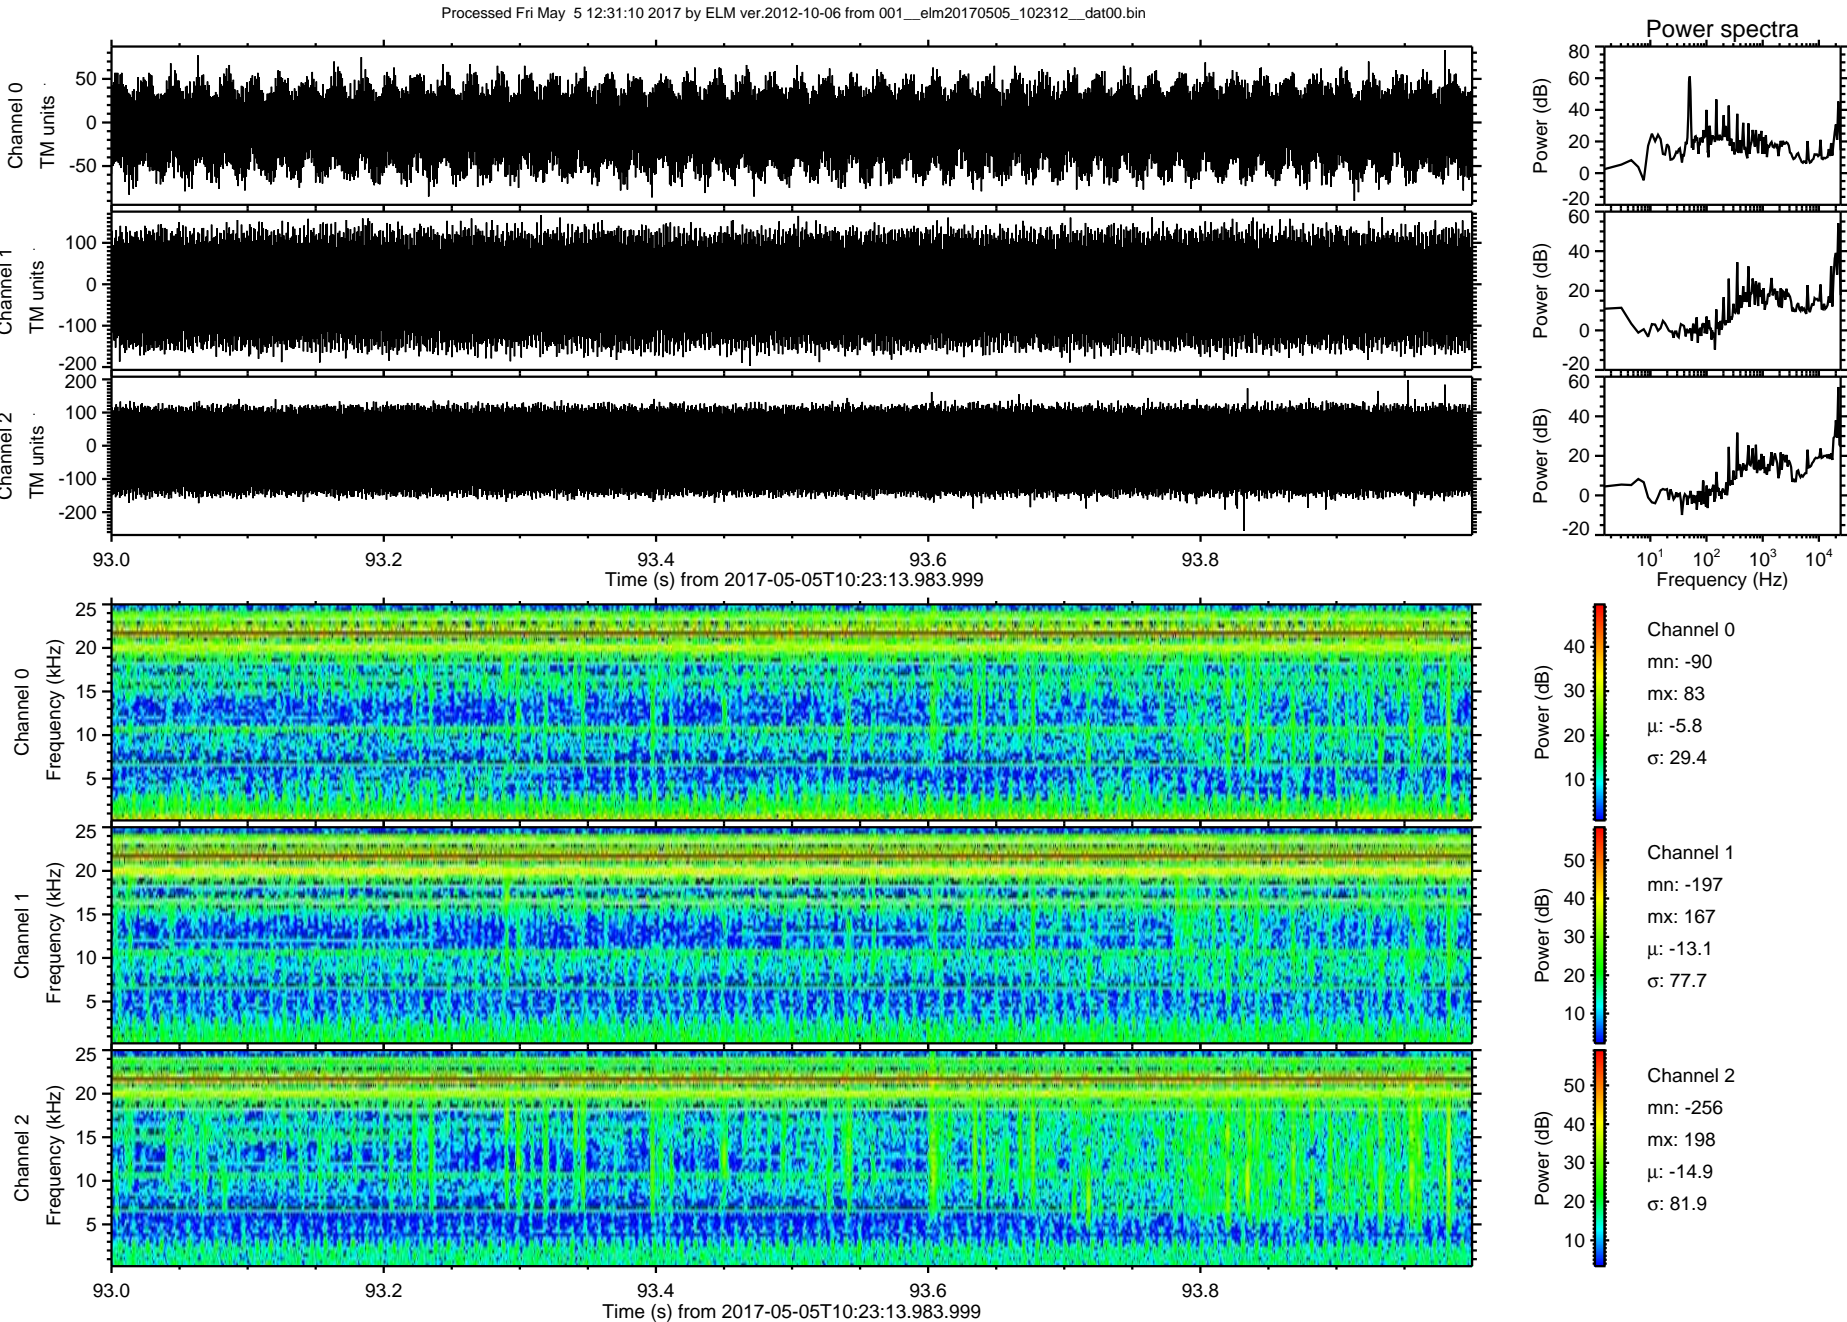 Processed Fri May  5 12:31:10 2017 by ELM ver.2012-10-06 from 001__elm20170505_102312__dat00.bin
Power spectra
Channel 0
TM units
50
0
-50
Power (dB)
80
60
40
20
0
-20
Channel 1
TM units
100
0
-100
-200
Power (dB)
60
40
20
0
-20
Channel 2
TM units
200
100
0
-100
-200
Power (dB)
60
40
20
0
-20
93.0 93.2 93.4 93.6 93.8
Time (s) from 2017-05-05T10:23:13.983.999
10^1 10^2 10^3 10^4
Frequency (Hz)
Channel 0
Frequency (kHz)
25
20
15
10
5
Power (dB)
40
30
20
10
Channel 0
mn: -90
mx: 83
μ: -5.8
σ: 29.4
Channel 1
Frequency (kHz)
25
20
15
10
5
Power (dB)
50
40
30
20
10
Channel 1
mn: -197
mx: 167
μ: -13.1
σ: 77.7
Channel 2
Frequency (kHz)
25
20
15
10
5
Power (dB)
50
40
30
20
10
Channel 2
mn: -256
mx: 198
μ: -14.9
σ: 81.9
93.0 93.2 93.4 93.6 93.8
Time (s) from 2017-05-05T10:23:13.983.999